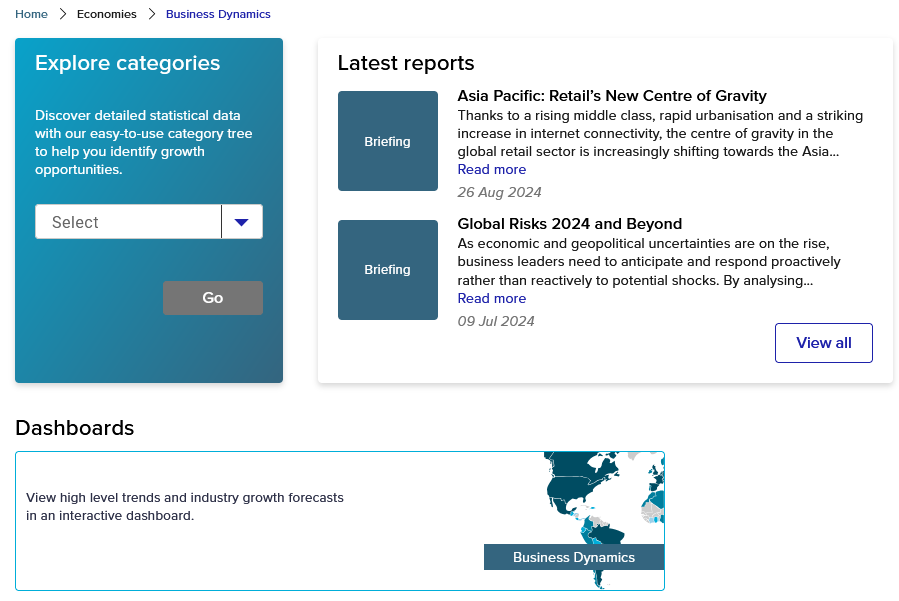 Home > Economies > Business Dynamics
Explore categories
Discover detailed statistical data
with our easy-to-use category tree
to help you identify growth
opportunities.
Select
Go
Latest reports
Briefing
Asia Pacific: Retail’s New Centre of Gravity
Thanks to a rising middle class, rapid urbanisation and a striking
increase in internet connectivity, the centre of gravity in the
global retail sector is increasingly shifting towards the Asia...
Read more
26 Aug 2024
Briefing
Global Risks 2024 and Beyond
As economic and geopolitical uncertainties are on the rise,
business leaders need to anticipate and respond proactively
rather than reactively to potential shocks. By analysing...
Read more
09 Jul 2024
View all
Dashboards
View high level trends and industry growth forecasts
in an interactive dashboard.
Business Dynamics